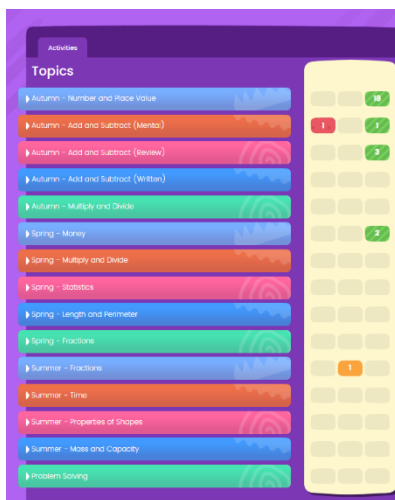 Activities
Topics
Autumn - Number and Place Value
18
Autumn - Add and Subtract (Mental)
1
1
Autumn - Add and Subtract (Review)
3
Autumn - Add and Subtract (Written)
Autumn - Multiply and Divide
Spring - Money
2
Spring - Multiply and Divide
Spring - Statistics
Spring - Length and Perimeter
Spring - Fractions
Summer - Fractions
1
Summer - Time
Summer - Properties of Shapes
Summer - Mass and Capacity
Problem Solving